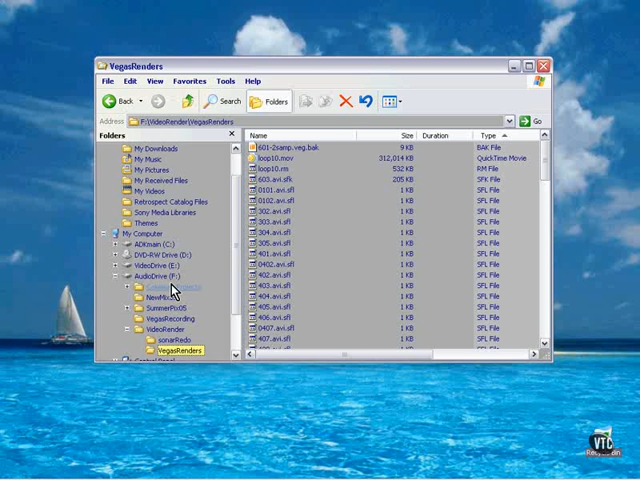 VegasRenders
File Edit View Favorites Tools Help
Back Search Folders
Address F:\VideoRender\VegasRenders Go
Folders
My Downloads
My Music
My Pictures
My Received Files
My Videos
Retrospect Catalog Files
Sony Media Libraries
Themes
My Computer
ADKmain (C:)
DVD-RW Drive (D:)
VideoDrive (E:)
AudioDrive (F:)
SummerPix05
VegasRecording
VideoRender
sonarRedo
VegasRenders
Control Panel
Name Size Duration Type
601-2samp.veg.bak 9 KB BAK File
loop10.mov 312,014 KB QuickTime Movie
loop10.rm 532 KB RM File
603.avi.sfk 205 KB SFK File
0101.avi.sfl 1 KB SFL File
0102.avi.sfl 1 KB SFL File
302.avi.sfl 1 KB SFL File
303.avi.sfl 1 KB SFL File
304.avi.sfl 1 KB SFL File
305.avi.sfl 1 KB SFL File
401.avi.sfl 1 KB SFL File
0402.avi.sfl 1 KB SFL File
402.avi.sfl 1 KB SFL File
403.avi.sfl 1 KB SFL File
404.avi.sfl 1 KB SFL File
405.avi.sfl 1 KB SFL File
406.avi.sfl 1 KB SFL File
0407.avi.sfl 1 KB SFL File
407.avi.sfl 1 KB SFL File
VTC
Recycle Bin